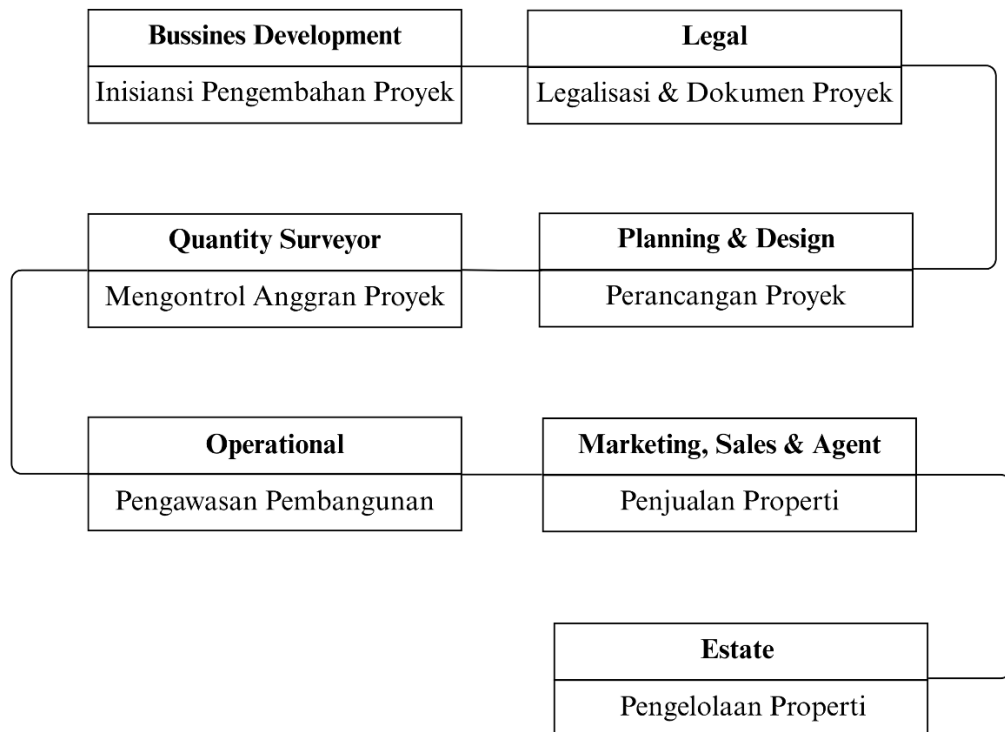 Bussines Development
Inisiansi Pengembahan Proyek
Legal
Legalisasi & Dokumen Proyek
Quantity Surveyor
Mengontrol Anggran Proyek
Planning & Design
Perancangan Proyek
Operational
Pengawasan Pembangunan
Marketing, Sales & Agent
Penjualan Properti
Estate
Pengelolaan Properti